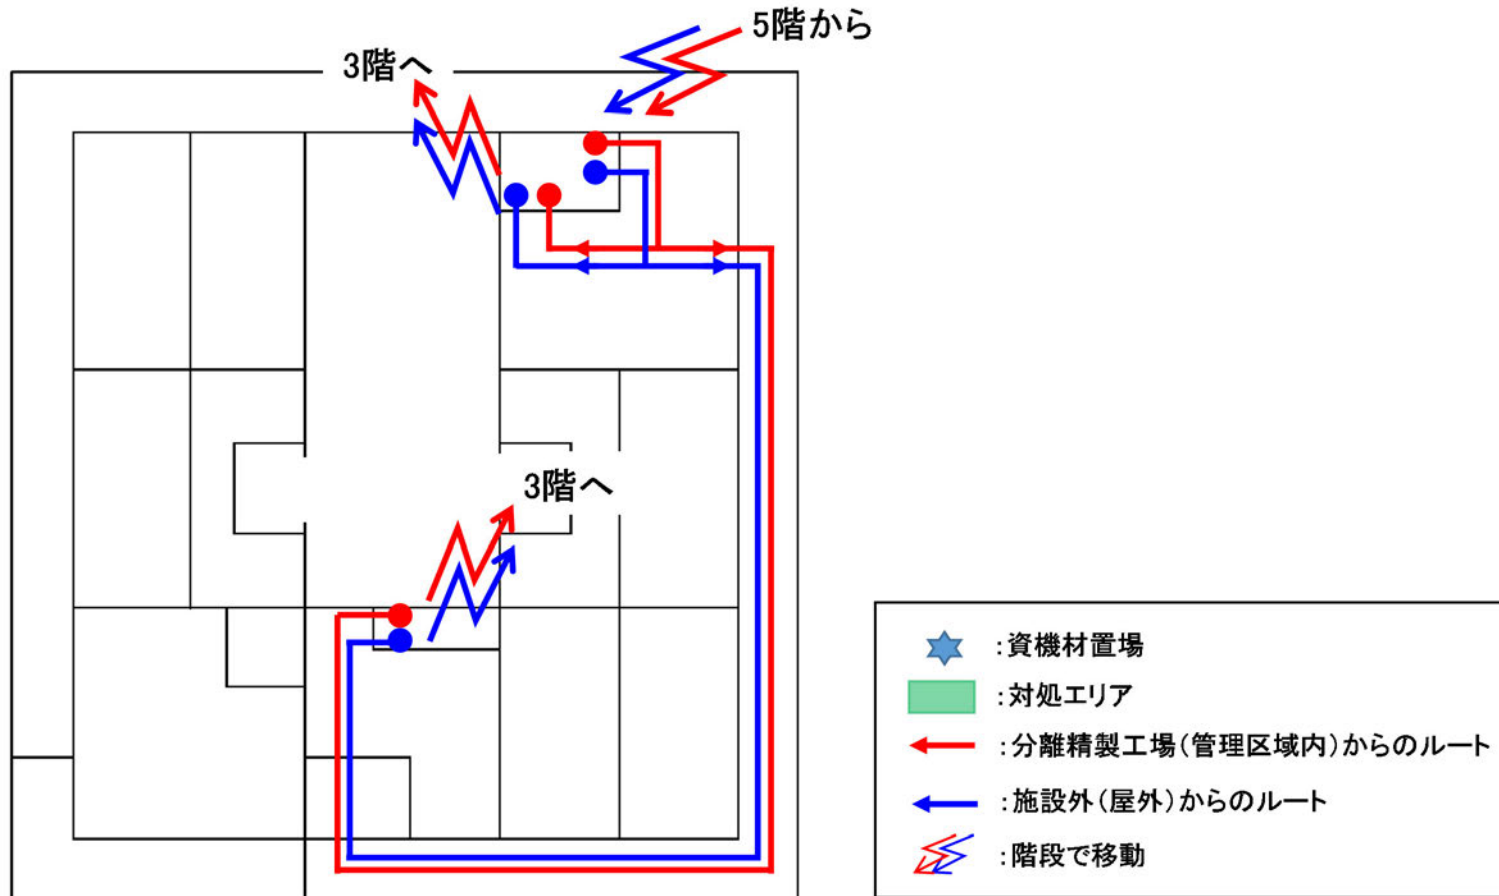 5階から
3階へ
3階へ
：資機材置場
：対処エリア
：分離精製工場（管理区域内）からのルート
：施設外（屋外）からのルート
：階段で移動